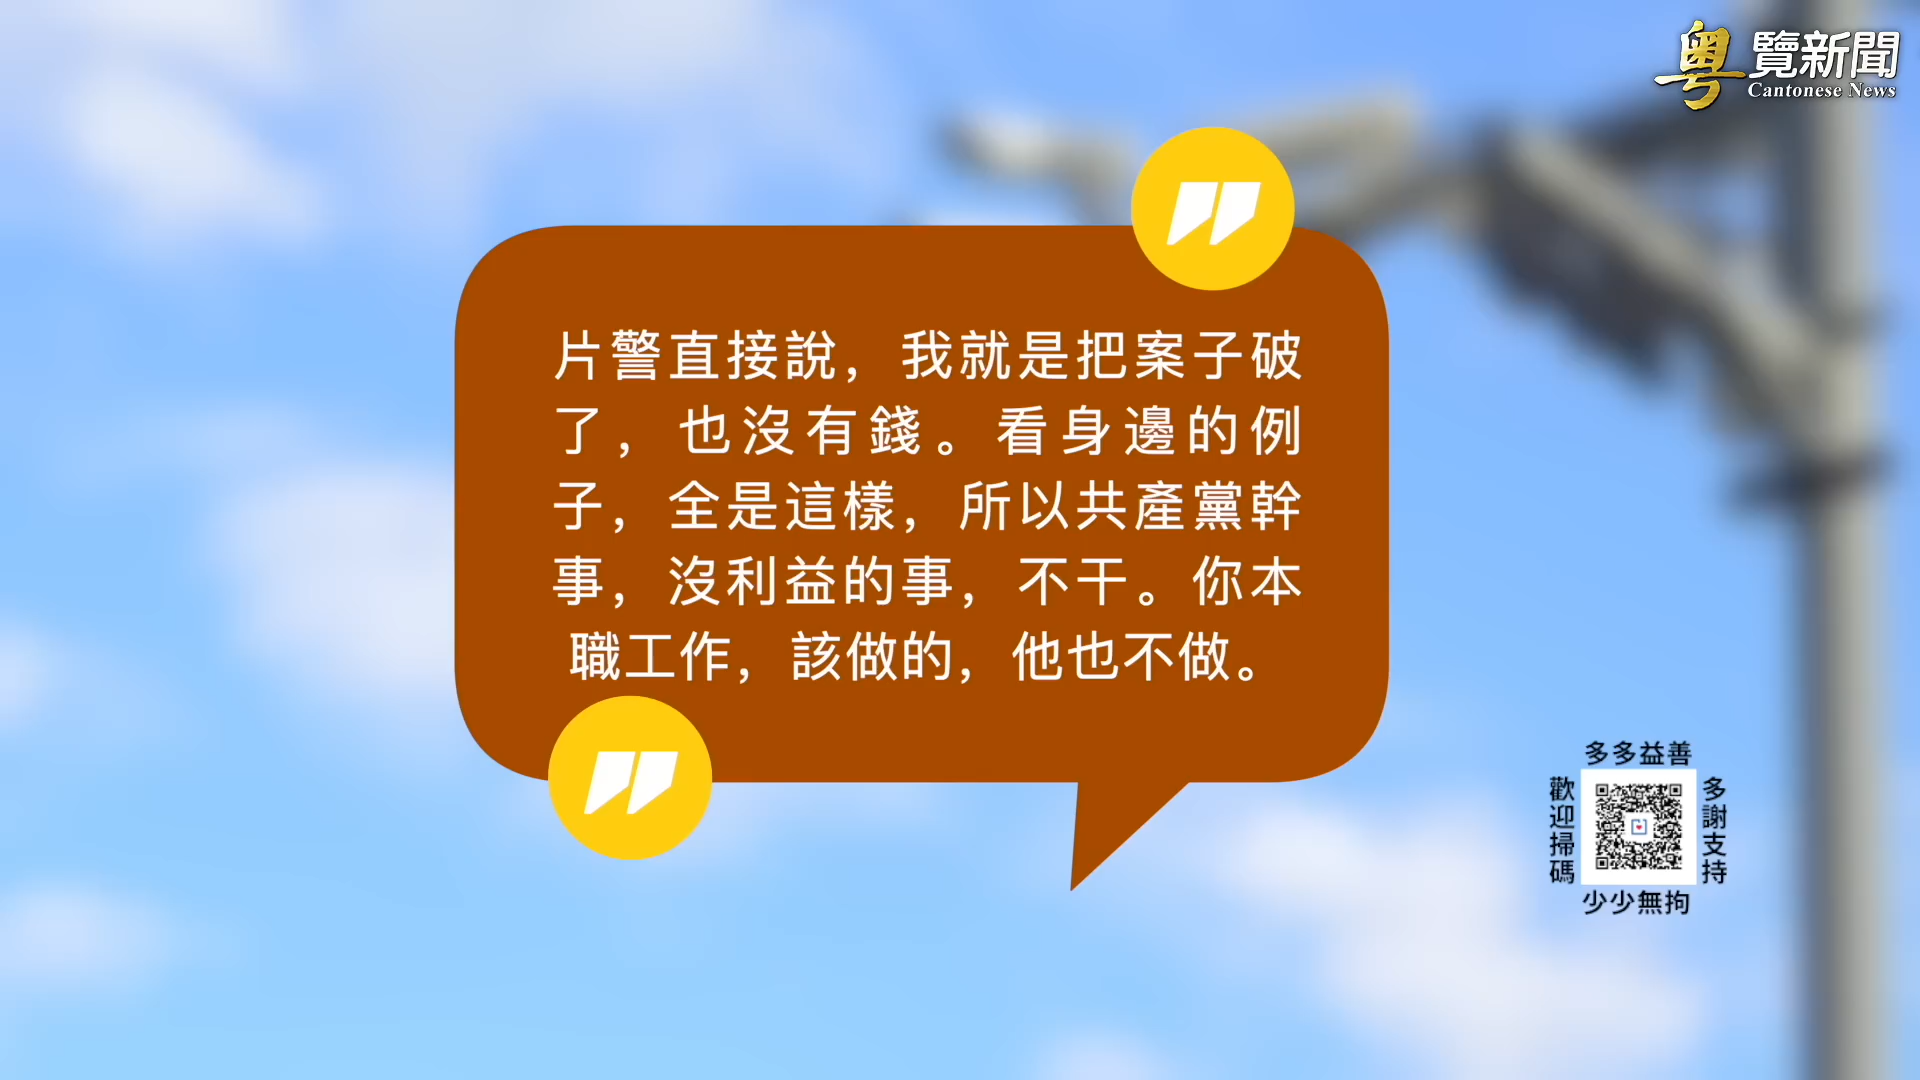 粵覽新聞
Cantonese News
片警直接說，我就是把案子破
了，也沒有錢。看身邊的例
子，全是這樣，所以共產黨幹
事，沒利益的事，不干。你本
職工作，該做的，他也不做。
多多益善
歡迎掃碼
多謝支持
少少無拘